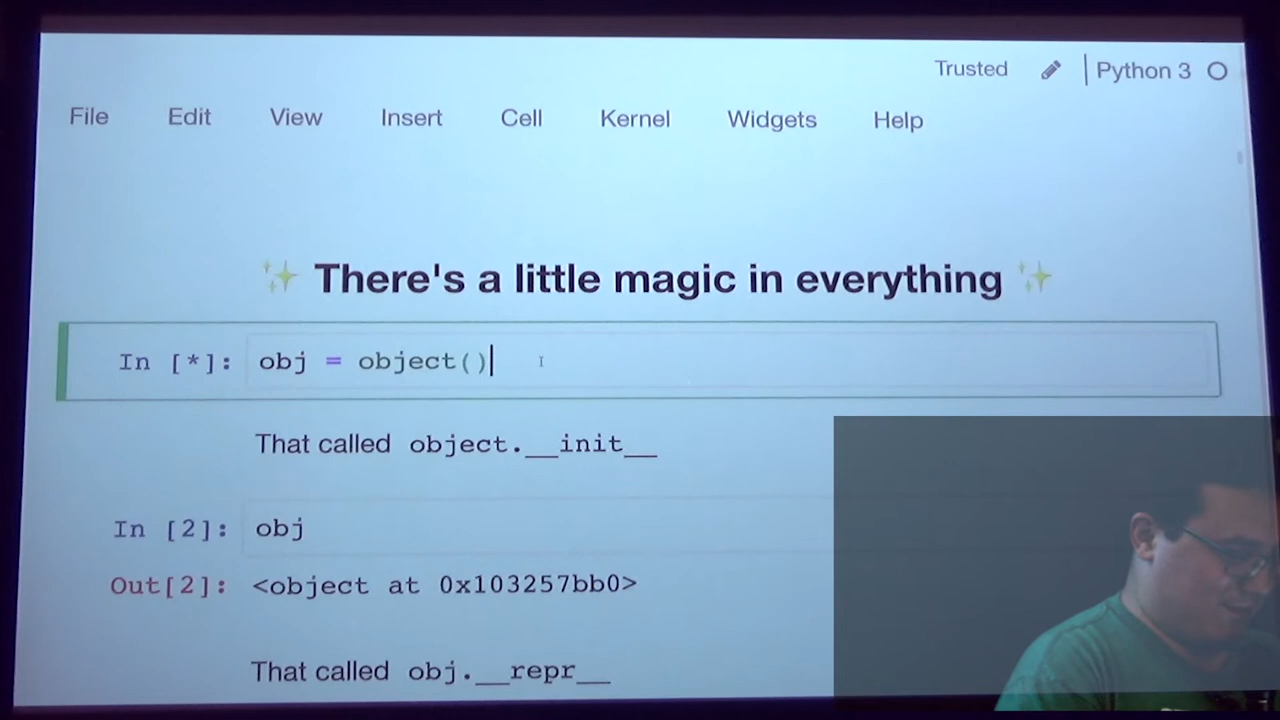 Trusted Python 3
File Edit View Insert Cell Kernel Widgets Help
✨ There's a little magic in everything ✨
In [*]: obj = object()
That called object.__init__
In [2]: obj
Out[2]: <object at 0x103257bb0>
That called obj.__repr__